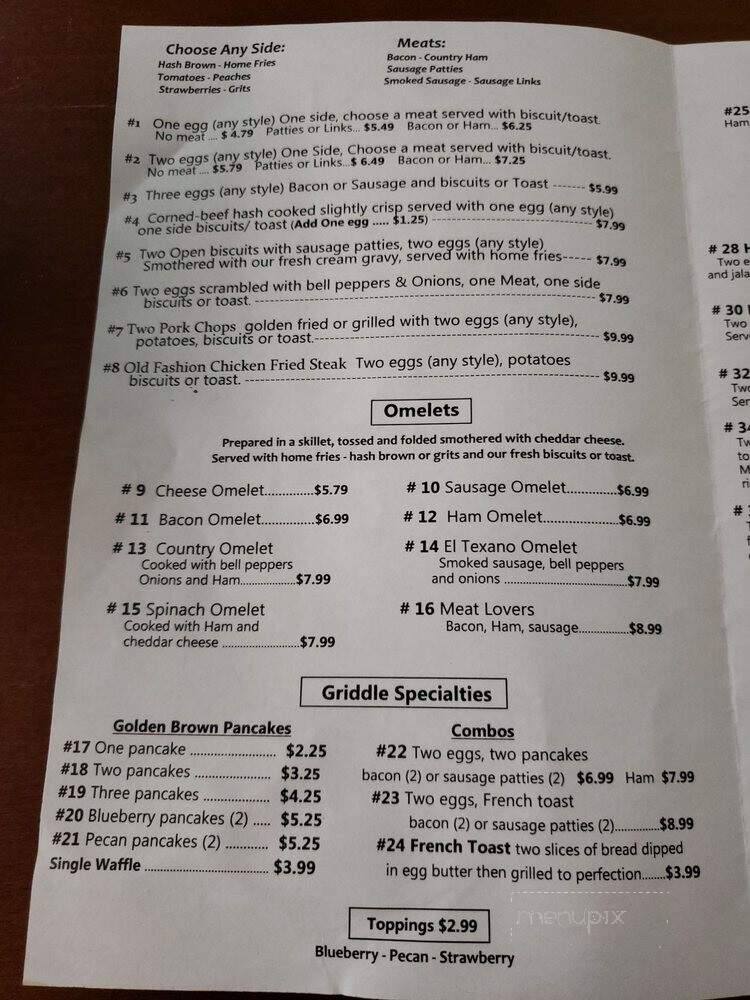 Choose Any Side:
Hash Brown - Home Fries
Tomatoes - Peaches
Strawberries - Grits
Meats:
Bacon - Country Ham
Sausage Patties
Smoked Sausage - Sausage Links
#1 One egg (any style) One side, choose a meat served with biscuit/toast.
No meat .... $ 4.79 Patties or Links... $5.49 Bacon or Ham... $6.25
#2 Two eggs (any style) One Side, Choose a meat served with biscuit/toast.
No meat .... $5.79 Patties or Links...$ 6.49 Bacon or Ham... $7.25
#3 Three eggs (any style) Bacon or Sausage and biscuits or Toast ------- $5.99
#4 Corned-beef hash cooked slightly crisp served with one egg (any style)
one side biscuits/ toast (Add One egg ..... $1.25) ---------------------------- $7.99
#5 Two Open biscuits with sausage patties, two eggs (any style)
Smothered with our fresh cream gravy, served with home fries----- $7.99
#6 Two eggs scrambled with bell peppers & Onions, one Meat, one side
biscuits or toast. ---------------------------------------------------------- $7.99
#7 Two Pork Chops golden fried or grilled with two eggs (any style),
potatoes, biscuits or toast.------------------------------------------------ $9.99
#8 Old Fashion Chicken Fried Steak Two eggs (any style), potatoes
biscuits or toast. ------------------------------------------------------------ $9.99
Omelets
Prepared in a skillet, tossed and folded smothered with cheddar cheese.
Served with home fries - hash brown or grits and our fresh biscuits or toast.
# 9 Cheese Omelet..............$5.79
# 10 Sausage Omelet..............$6.99
# 11 Bacon Omelet...............$6.99
# 12 Ham Omelet.....................$6.99
# 13 Country Omelet
Cooked with bell peppers
Onions and Ham....................$7.99
# 14 El Texano Omelet
Smoked sausage, bell peppers
and onions ................................$7.99
# 15 Spinach Omelet
Cooked with Ham and
cheddar cheese ...........................$7.99
# 16 Meat Lovers
Bacon, Ham, sausage..................$8.99
Griddle Specialties
Golden Brown Pancakes
#17 One pancake .......................... $2.25
#18 Two pancakes ....................... $3.25
#19 Three pancakes .................... $4.25
#20 Blueberry pancakes (2) ..... $5.25
#21 Pecan pancakes (2) ............ $5.25
Single Waffle ..................................... $3.99
Combos
#22 Two eggs, two pancakes
bacon (2) or sausage patties (2) $6.99 Ham $7.99
#23 Two eggs, French toast
bacon (2) or sausage patties (2)..............$8.99
#24 French Toast two slices of bread dipped
in egg butter then grilled to perfection.......$3.99
Toppings $2.99
Blueberry - Pecan - Strawberry
menupix
#25
Ham
# 28
Two e
and jala
# 30
Two
Serv
# 32
Two
Ser
# 34
Tw
to
M
ri
#